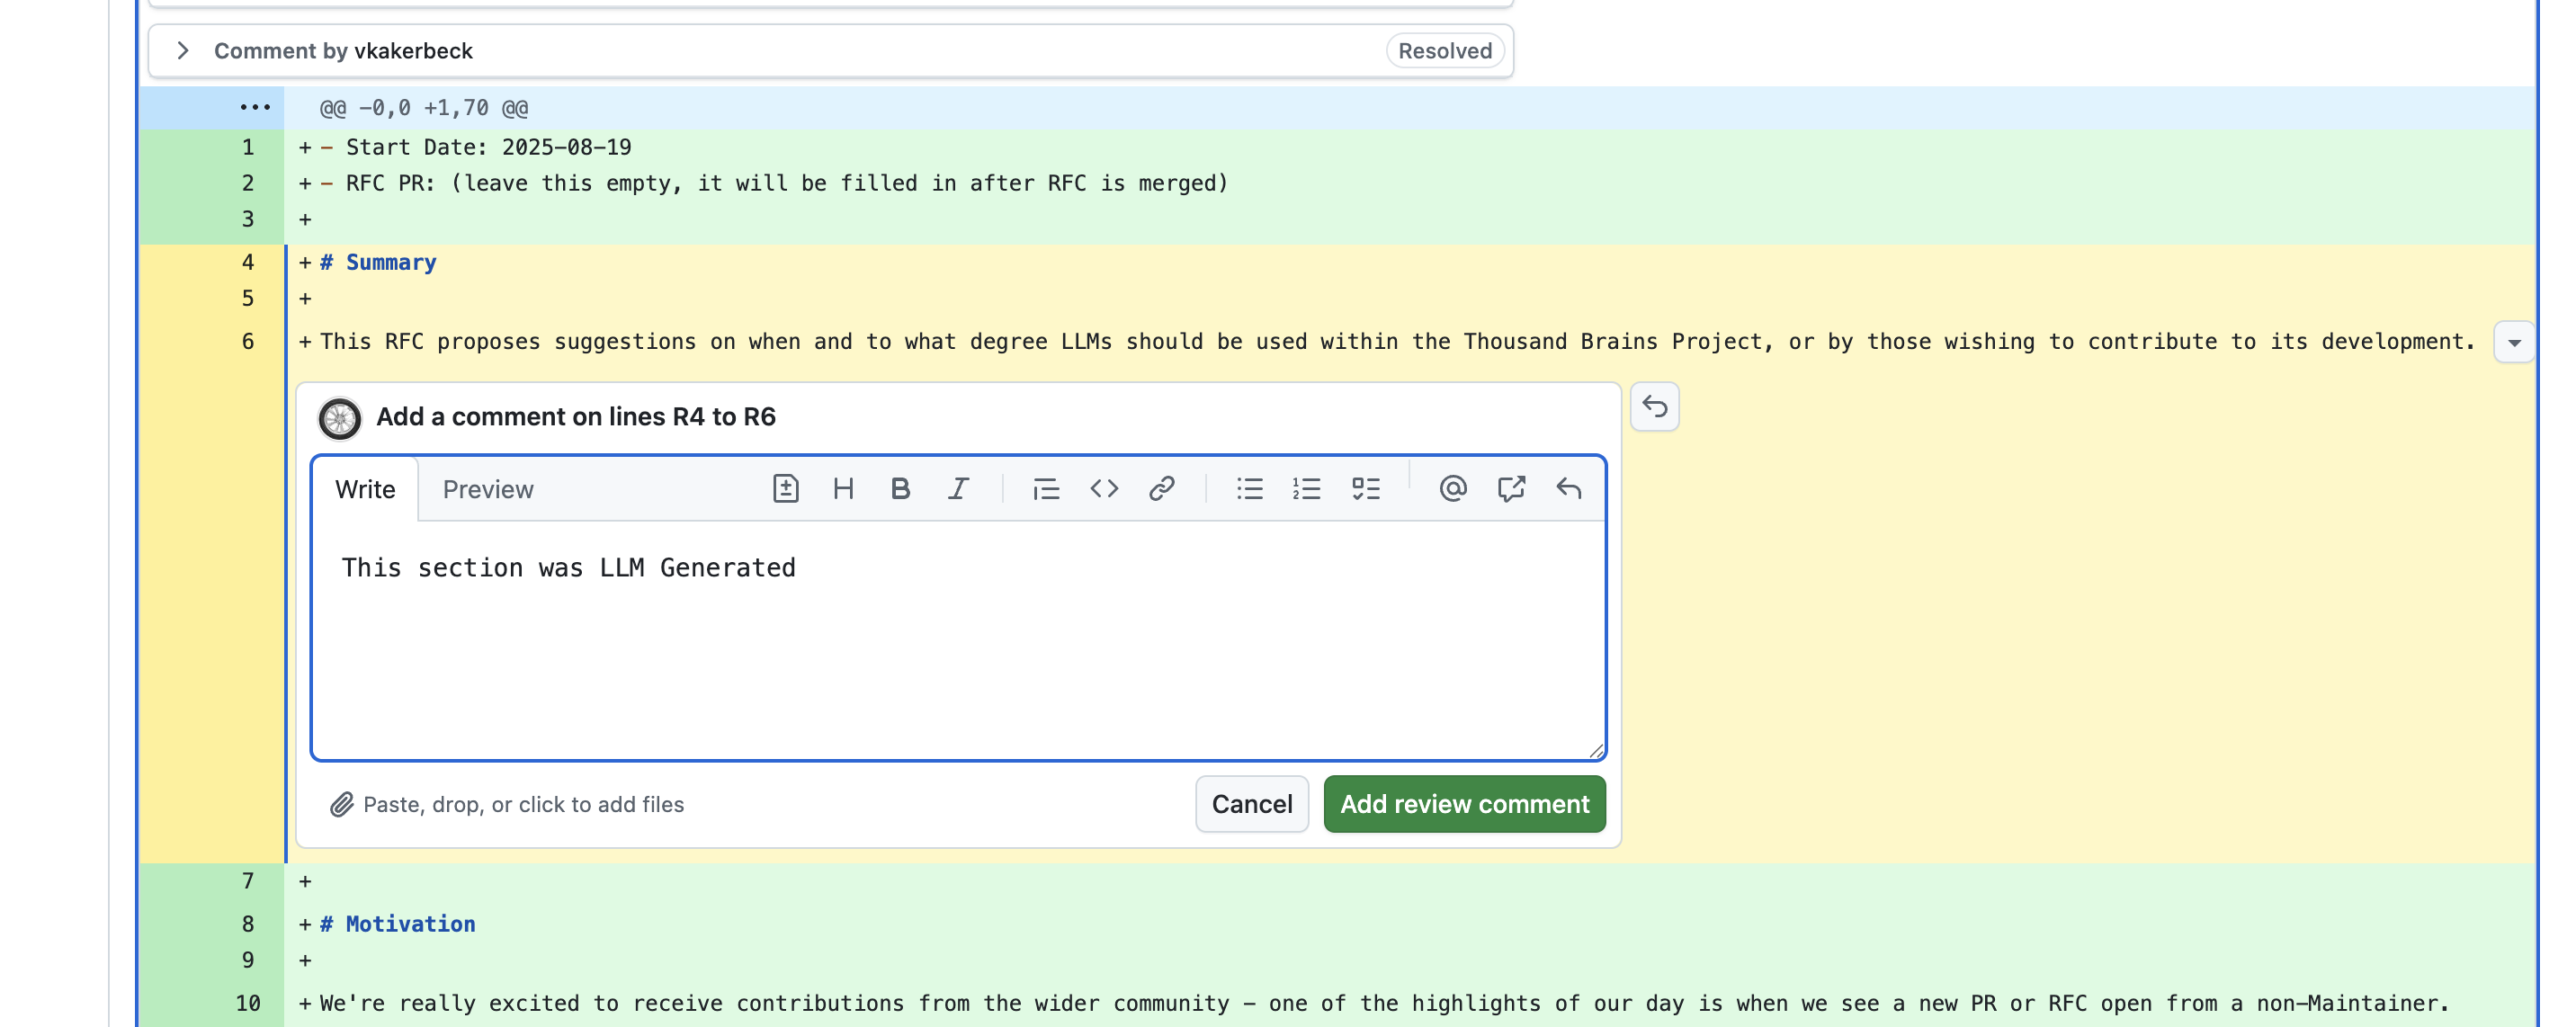 Comment by vkakerbeck
Resolved
@@ -0,0 +1,70 @@
1 + - Start Date: 2025-08-19
2 + - RFC PR: (leave this empty, it will be filled in after RFC is merged)
3 +
4 + # Summary
5 +
6 + This RFC proposes suggestions on when and to what degree LLMs should be used within the Thousand Brains Project, or by those wishing to contribute to its development.
Add a comment on lines R4 to R6
Write Preview
This section was LLM Generated
Paste, drop, or click to add files
Cancel Add review comment
7 +
8 + # Motivation
9 +
10 + We're really excited to receive contributions from the wider community - one of the highlights of our day is when we see a new PR or RFC open from a non-Maintainer.